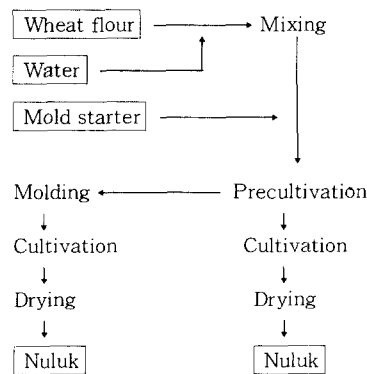 Wheat flour Mixing
Water
Mold starter
Molding Precultivation
Cultivation Cultivation
Drying Drying
Nuluk Nuluk